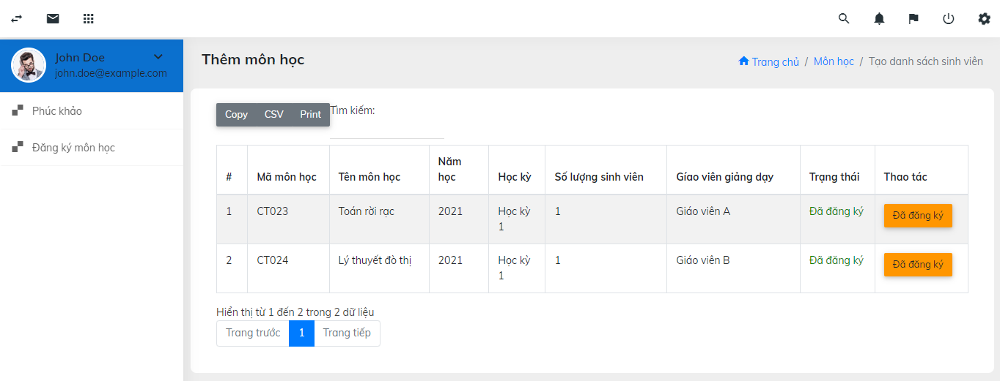 John Doe
john.doe@example.com
Phúc khảo
Đăng ký môn học
Thêm môn học
Trang chủ / Môn học / Tạo danh sách sinh viên
Copy CSV Print
Tìm kiếm:
# Mã môn học Tên môn học Năm học Học kỳ Số lượng sinh viên Gíao viên giảng dạy Trạng thái Thao tác
1 CT023 Toán rời rạc 2021 Học kỳ 1 1 Giáo viên A Đã đăng ký Đã đăng ký
2 CT024 Lý thuyết đò thị 2021 Học kỳ 1 1 Giáo viên B Đã đăng ký Đã đăng ký
Hiển thị từ 1 đến 2 trong 2 dữ liệu
Trang trước 1 Trang tiếp